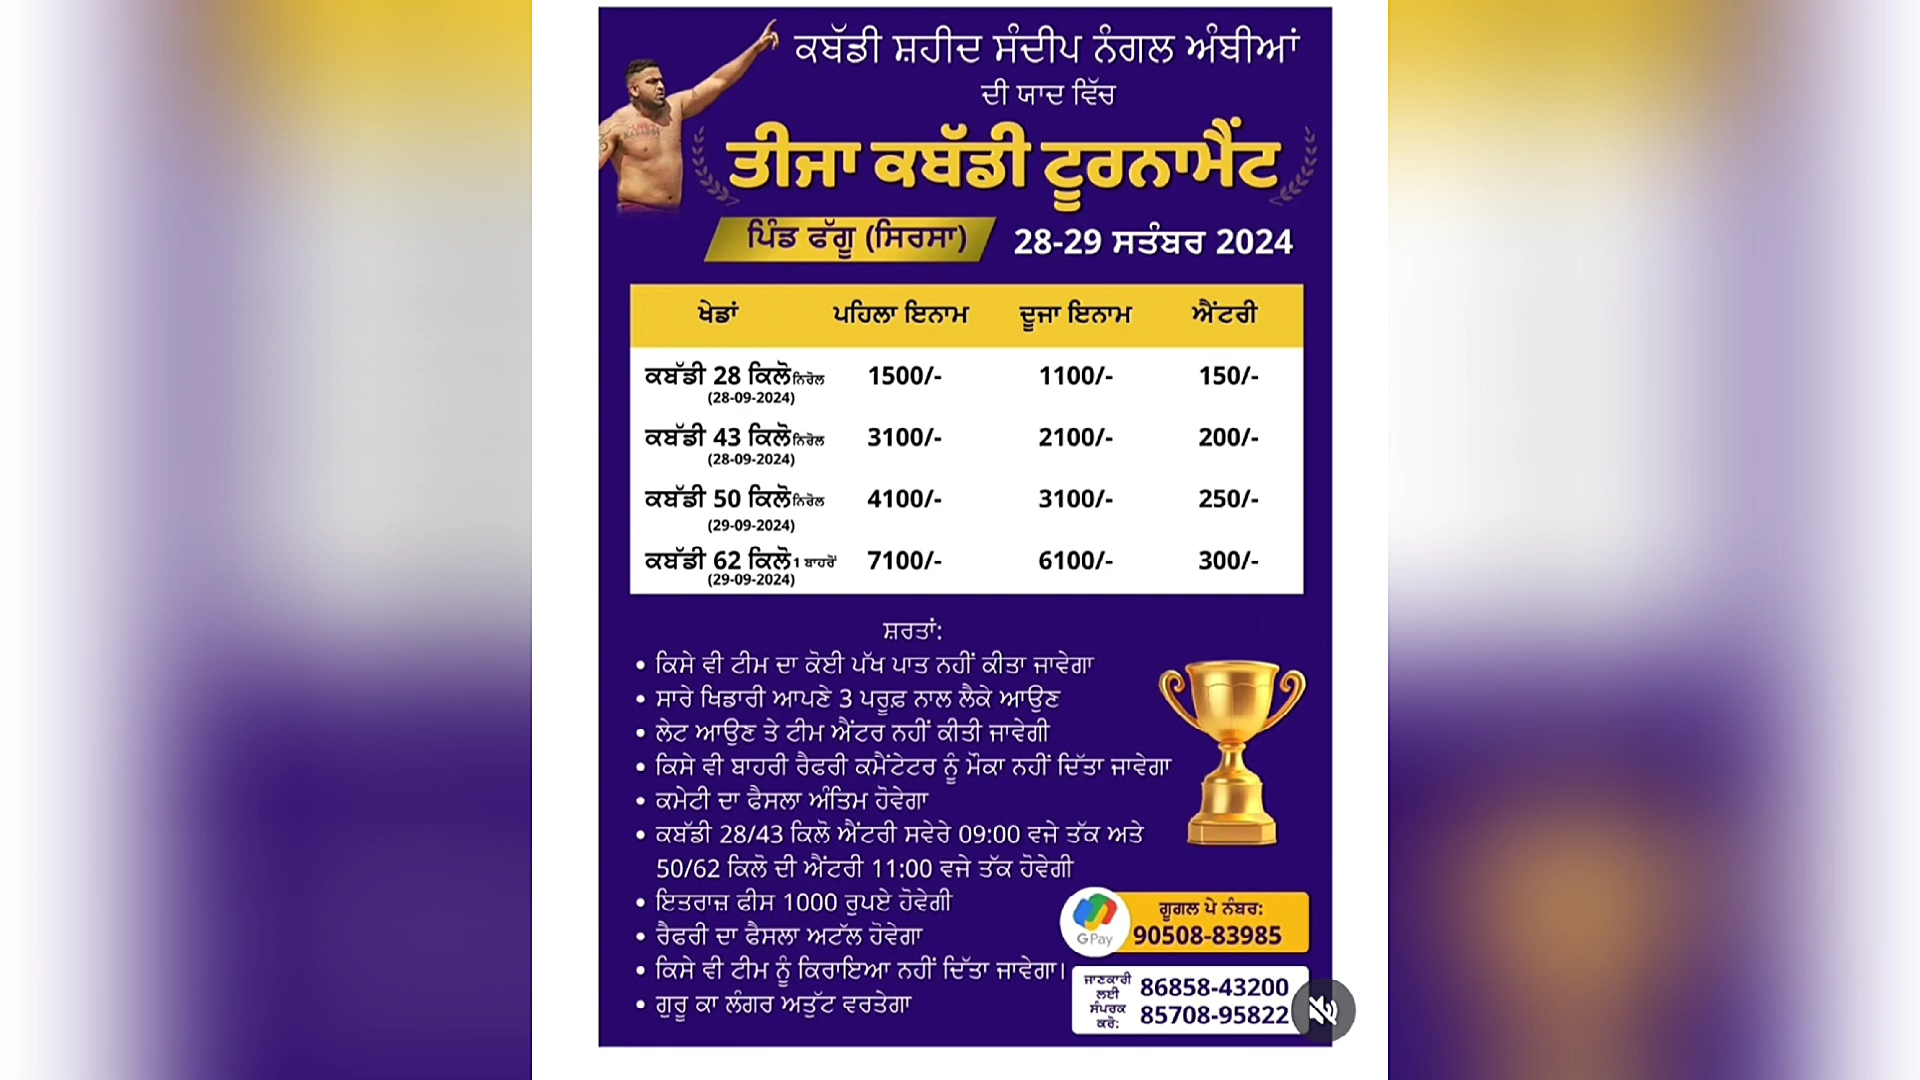 ਕਬੱਡੀ ਸ਼ਹੀਦ ਸੰਦੀਪ ਨੰਗਲ ਅੰਬੀਆਂ
ਦੀ ਯਾਦ ਵਿੱਚ
ਤੀਜਾ ਕਬੱਡੀ ਟੂਰਨਾਮੈਂਟ
ਪਿੰਡ ਫੱਗੂ (ਸਿਰਸਾ) 28-29 ਸਤੰਬਰ 2024
ਖੇਡਾਂ ਪਹਿਲਾ ਇਨਾਮ ਦੂਜਾ ਇਨਾਮ ਐਂਟਰੀ
ਕਬੱਡੀ 28 ਕਿਲੋ ਨਿਰੋਲ 1500/- 1100/- 150/-
(28-09-2024)
ਕਬੱਡੀ 43 ਕਿਲੋ ਨਿਰੋਲ 3100/- 2100/- 200/-
(28-09-2024)
ਕਬੱਡੀ 50 ਕਿਲੋ ਨਿਰੋਲ 4100/- 3100/- 250/-
(29-09-2024)
ਕਬੱਡੀ 62 ਕਿਲੋ 1 ਬਾਹਰੋਂ 7100/- 6100/- 300/-
(29-09-2024)
ਸ਼ਰਤਾਂ:
• ਕਿਸੇ ਵੀ ਟੀਮ ਦਾ ਕੋਈ ਪੱਖ ਪਾਤ ਨਹੀਂ ਕੀਤਾ ਜਾਵੇਗਾ
• ਸਾਰੇ ਖਿਡਾਰੀ ਆਪਣੇ 3 ਪਰੂਫ਼ ਨਾਲ ਲੈਕੇ ਆਉਣ
• ਲੇਟ ਆਉਣ ਤੇ ਟੀਮ ਐਂਟਰ ਨਹੀਂ ਕੀਤੀ ਜਾਵੇਗੀ
• ਕਿਸੇ ਵੀ ਬਾਹਰੀ ਰੈਫਰੀ ਕਮੈਂਟੇਟਰ ਨੂੰ ਮੌਕਾ ਨਹੀਂ ਦਿੱਤਾ ਜਾਵੇਗਾ
• ਕਮੇਟੀ ਦਾ ਫੈਸਲਾ ਅੰਤਿਮ ਹੋਵੇਗਾ
• ਕਬੱਡੀ 28/43 ਕਿਲੋ ਐਂਟਰੀ ਸਵੇਰੇ 09:00 ਵਜੇ ਤੱਕ ਅਤੇ
50/62 ਕਿਲੋ ਦੀ ਐਂਟਰੀ 11:00 ਵਜੇ ਤੱਕ ਹੋਵੇਗੀ
• ਇਤਰਾਜ਼ ਫੀਸ 1000 ਰੁਪਏ ਹੋਵੇਗੀ
• ਰੈਫਰੀ ਦਾ ਫੈਸਲਾ ਅਟੱਲ ਹੋਵੇਗਾ
• ਕਿਸੇ ਵੀ ਟੀਮ ਨੂੰ ਕਿਰਾਇਆ ਨਹੀਂ ਦਿੱਤਾ ਜਾਵੇਗਾ।
• ਗੁਰੂ ਕਾ ਲੰਗਰ ਅਤੁੱਟ ਵਰਤੇਗਾ
ਗੂਗਲ ਪੇ ਨੰਬਰ:
G Pay 90508-83985
ਜਾਣਕਾਰੀ
ਲਈ
ਸੰਪਰਕ
ਕਰੋ:
86858-43200
85708-95822